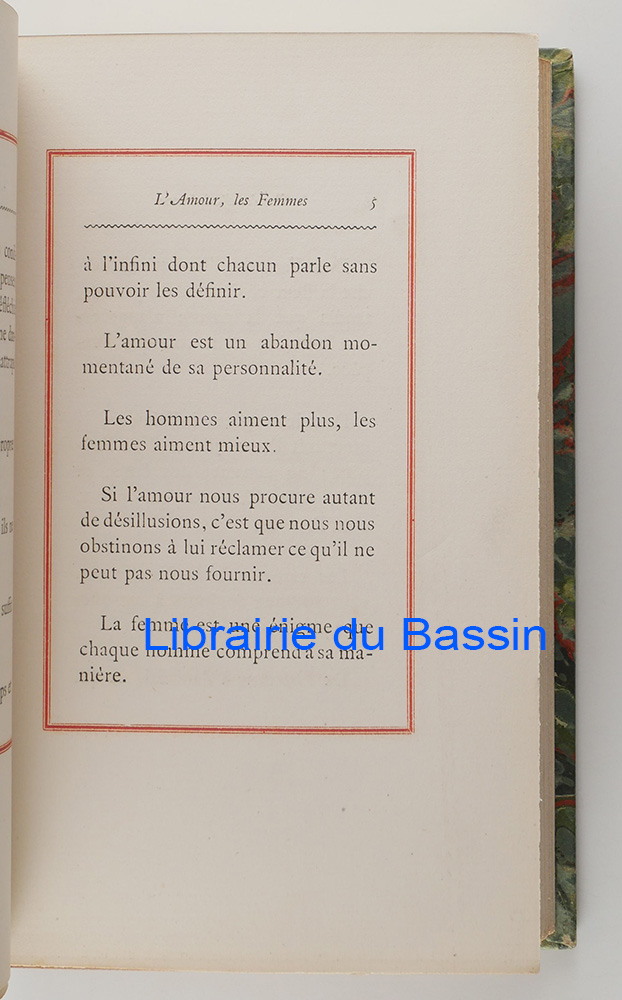 L'Amour, les Femmes 5
à l'infini dont chacun parle sans
pouvoir les définir.
L'amour est un abandon mo-
mentané de sa personnalité.
Les hommes aiment plus, les
femmes aiment mieux.
Si l'amour nous procure autant
de désillusions, c'est que nous nous
obstinons à lui réclamer ce qu'il ne
peut pas nous fournir.
La femme est une énigme que
chaque homme comprend à sa ma-
nière.
Librairie du Bassin